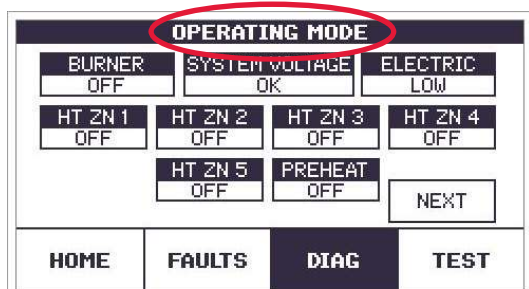 OPERATING MODE
BURNER SYSTEM VOLTAGE ELECTRIC
OFF OK LOW
HT ZN 1 HT ZN 2 HT ZN 3 HT ZN 4
OFF OFF OFF OFF
HT ZN 5 PREHEAT
OFF OFF
NEXT
HOME FAULTS DIAG TEST